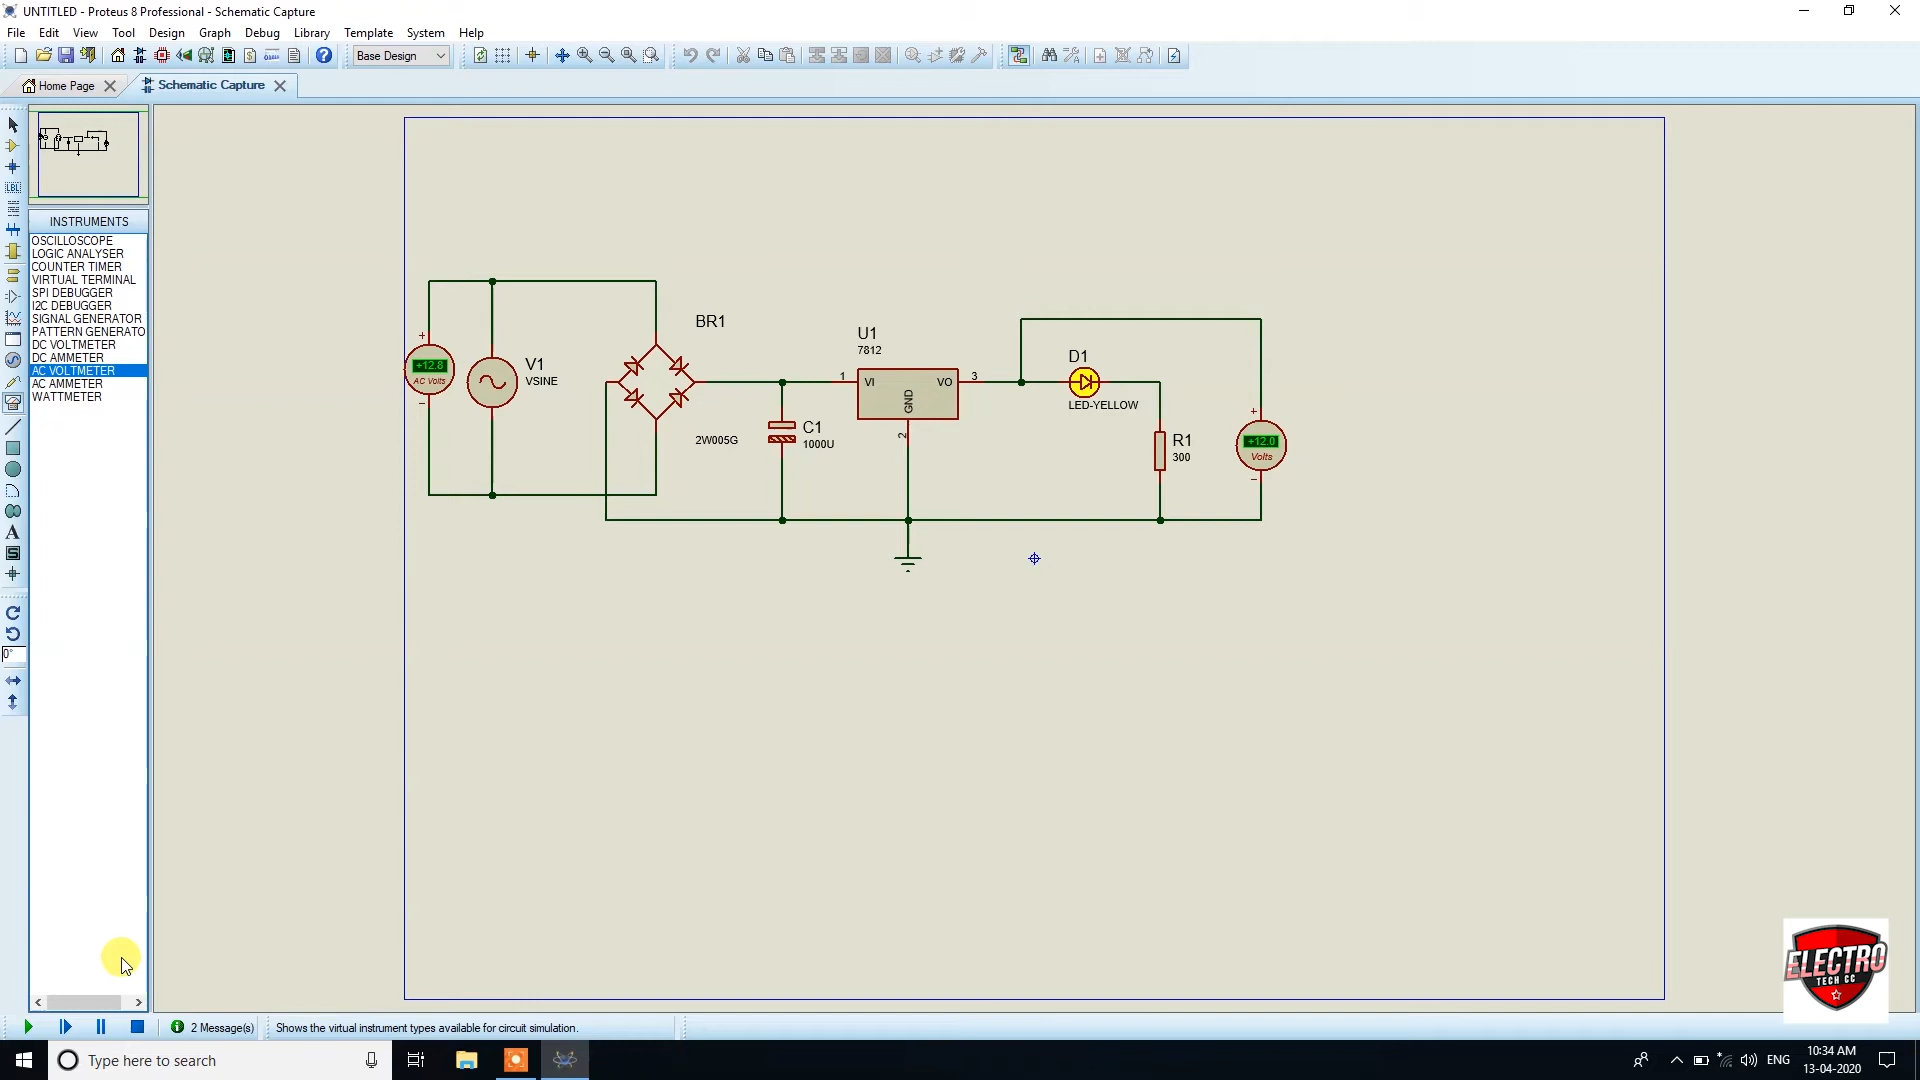 UNTITLED - Proteus 8 Professional - Schematic Capture
File Edit View Tool Design Graph Debug Library Template System Help
Base Design
Home Page
Schematic Capture
LBL
INSTRUMENTS
OSCILLOSCOPE
LOGIC ANALYSER
COUNTER TIMER
VIRTUAL TERMINAL
SPI DEBUGGER
I2C DEBUGGER
SIGNAL GENERATOR
PATTERN GENERATO
DC VOLTMETER
DC AMMETER
AC VOLTMETER
AC AMMETER
WATTMETER
A
S
0°
+12.8
AC Volts
V1
VSINE
BR1
2W005G
C1
1000U
U1
7812
1
VI
VO
3
GND
2
D1
LED-YELLOW
R1
300
+12.0
Volts
ELECTRO
TECH CC
2 Message(s)
Shows the virtual instrument types available for circuit simulation.
Type here to search
ENG
10:34 AM
13-04-2020